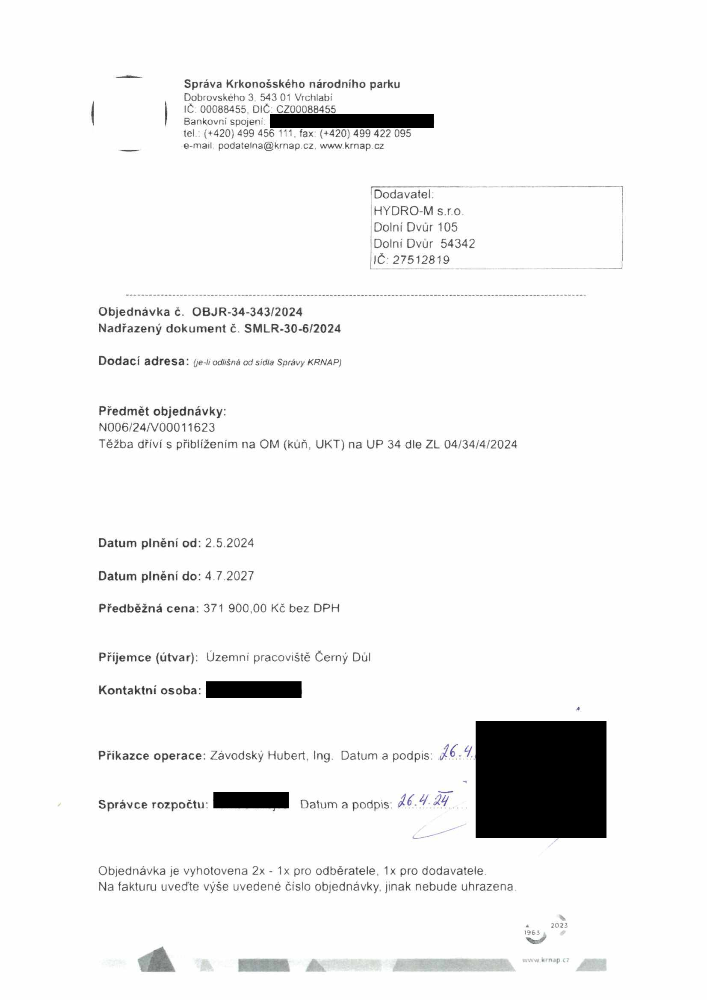 Správa Krkonošského národního parku
Dobrovského 3, 543 01 Vrchlabí
IČ: 00088455, DIČ: CZ00088455
Bankovní spojení:
tel.: (+420) 499 456 111, fax: (+420) 499 422 095
e-mail: podatelna@krnap.cz, www.krnap.cz
Dodavatel:
HYDRO-M s.r.o.
Dolní Dvůr 105
Dolní Dvůr 54342
IČ: 27512819
Objednávka č. OBJR-34-343/2024
Nadřazený dokument č. SMLR-30-6/2024
Dodací adresa: (je-li odlišná od sídla Správy KRNAP)
Předmět objednávky:
N006/24/V00011623
Těžba dříví s přiblížením na OM (kůň, UKT) na UP 34 dle ZL 04/34/4/2024
Datum plnění od: 2.5.2024
Datum plnění do: 4.7.2027
Předběžná cena: 371 900,00 Kč bez DPH
Příjemce (útvar): Územní pracoviště Černý Důl
Kontaktní osoba:
Příkazce operace: Závodský Hubert, Ing. Datum a podpis: 26.4.
Správce rozpočtu: Datum a podpis: 26.4.24
Objednávka je vyhotovena 2x - 1x pro odběratele, 1x pro dodavatele.
Na fakturu uveďte výše uvedené číslo objednávky, jinak nebude uhrazena.
2023
1963
www.krnap.cz